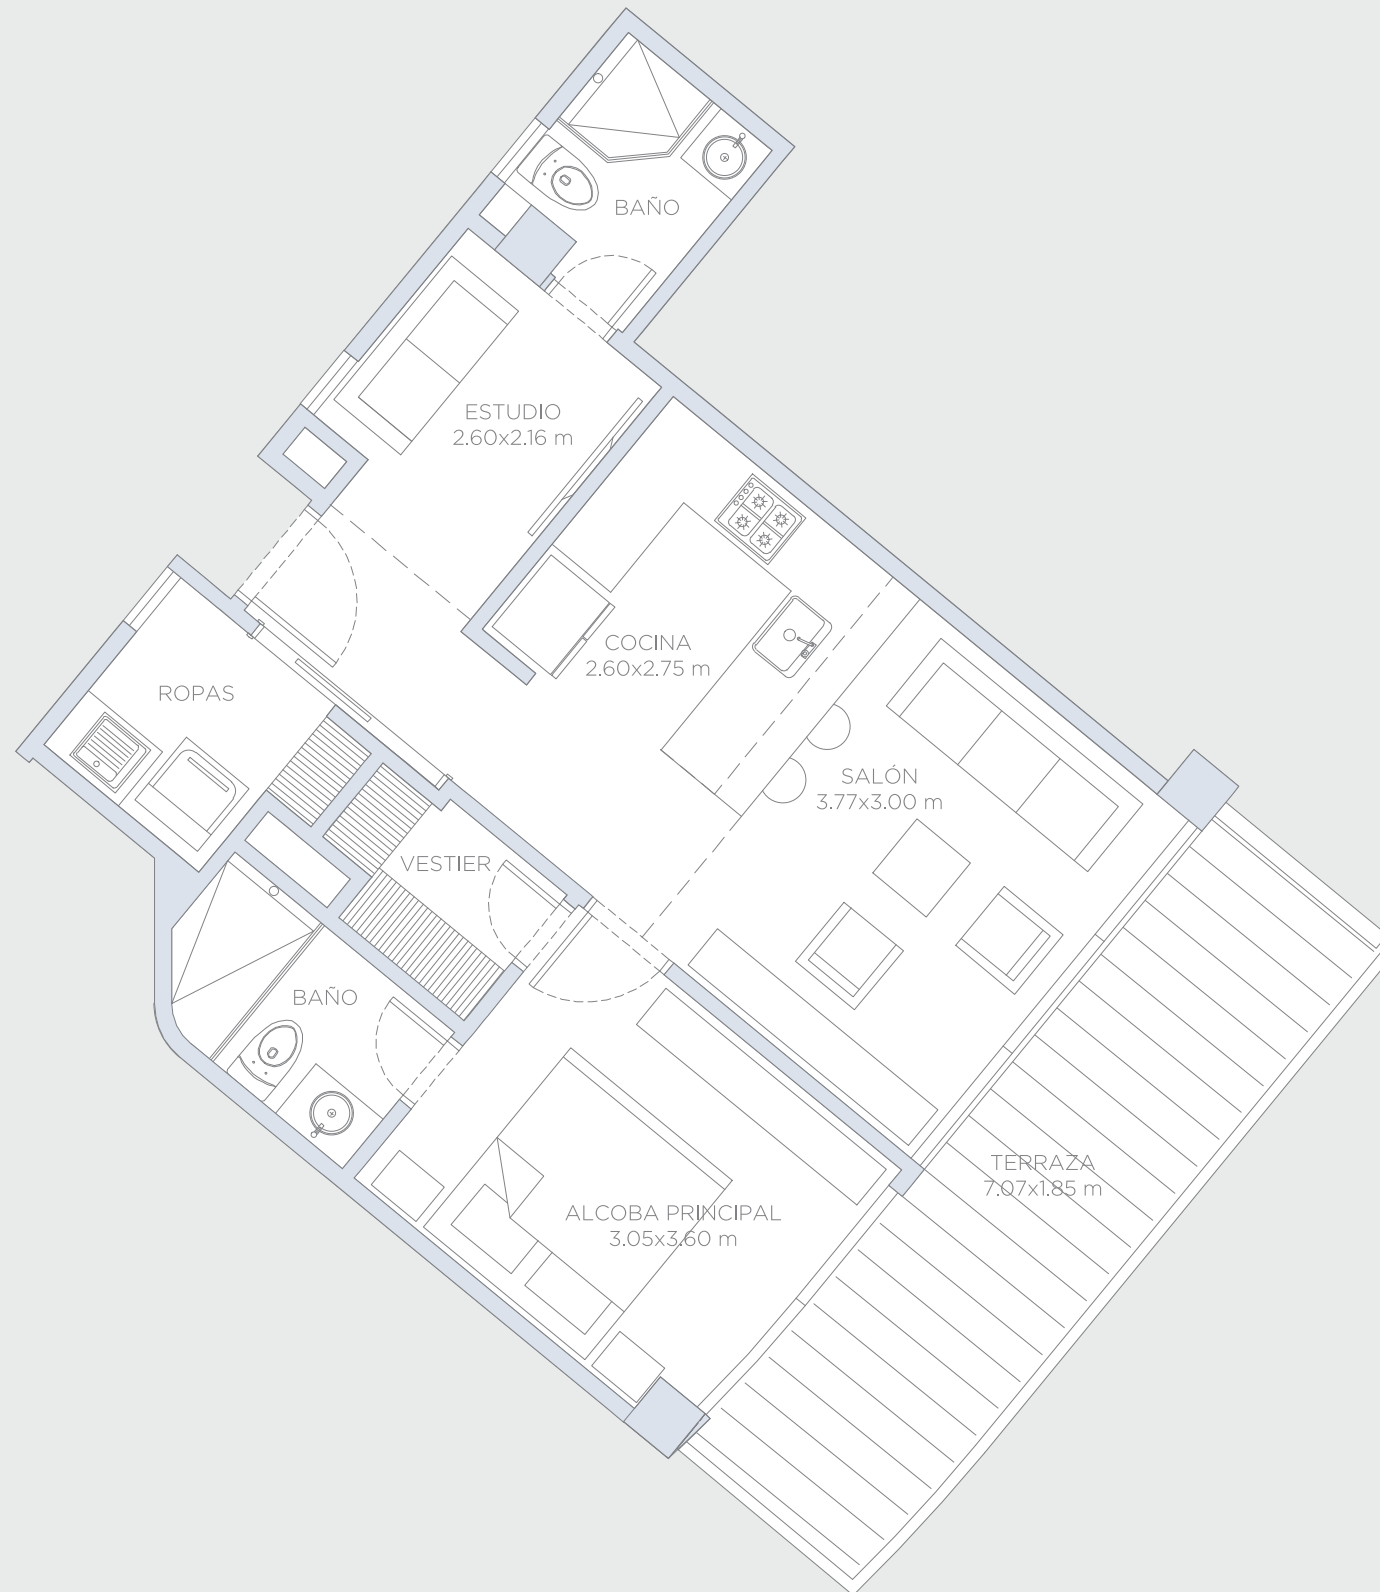 BAÑO
ESTUDIO
2.60x2.16 m
COCINA
2.60x2.75 m
ROPAS
SALÓN
3.77x3.00 m
VESTIER
BAÑO
TERRAZA
7.07x1.85 m
ALCOBA PRINCIPAL
3.05x3.60 m